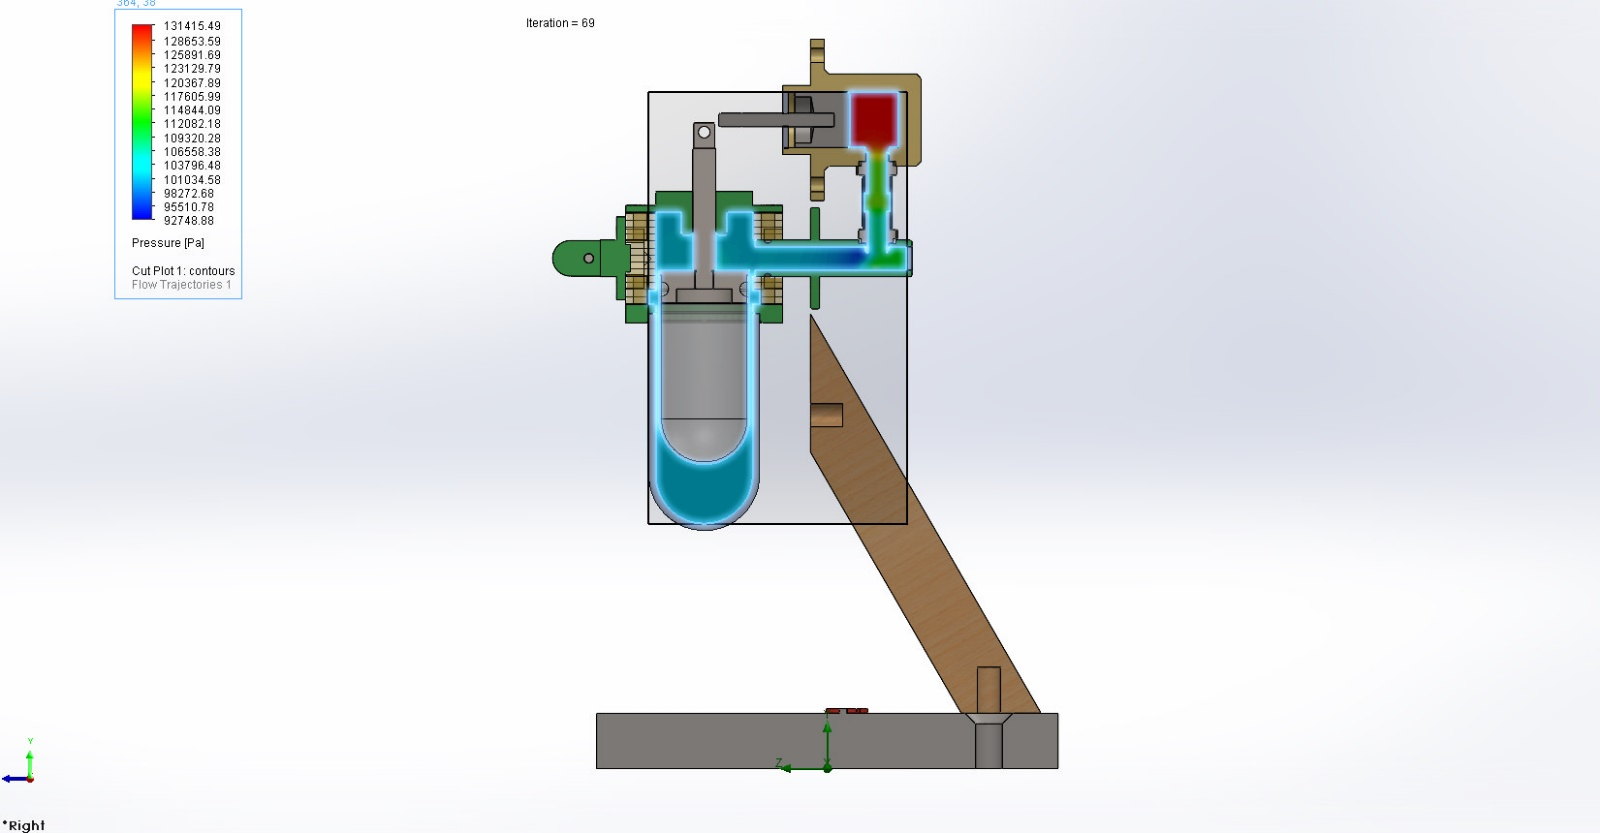 364, 38
Iteration = 69
131415.49
128653.59
125891.69
123129.79
120367.89
117605.99
114844.09
112082.18
109320.28
106558.38
103796.48
101034.58
98272.68
95510.78
92748.88
Pressure [Pa]
Cut Plot 1: contours
Flow Trajectories 1
Y
Z
*Right